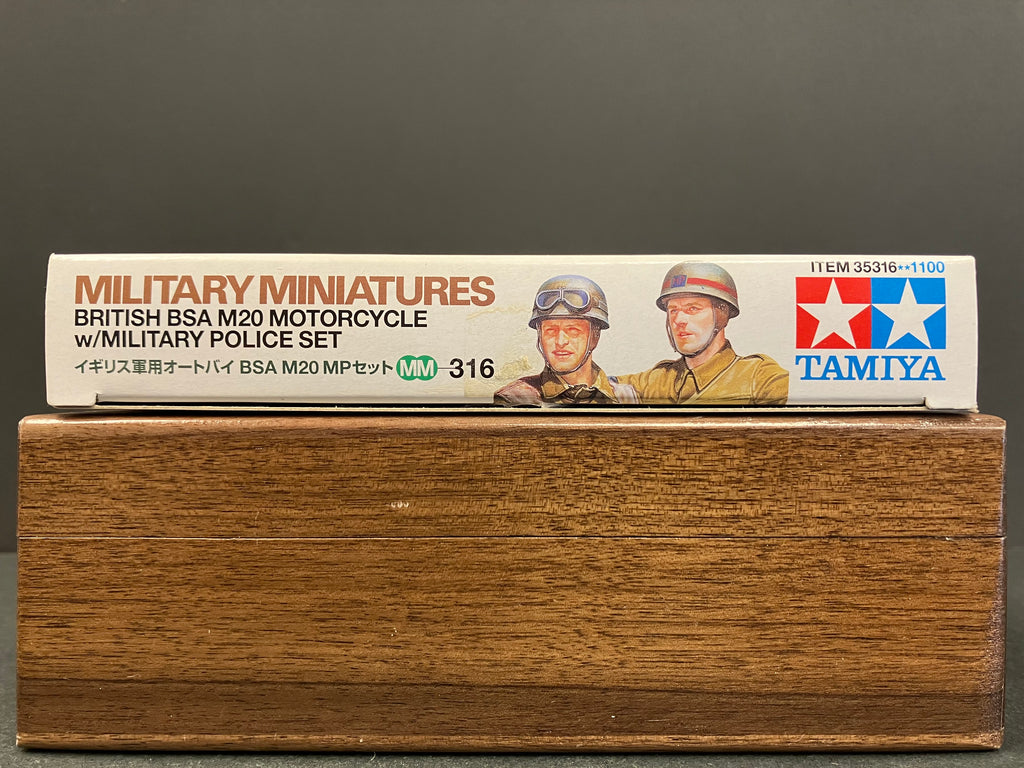 MILITARY MINIATURES
BRITISH BSA M20 MOTORCYCLE
w/MILITARY POLICE SET
イギリス軍用オートバイ BSA M20 MPセット MM 316
ITEM 35316★★1100
TAMIYA